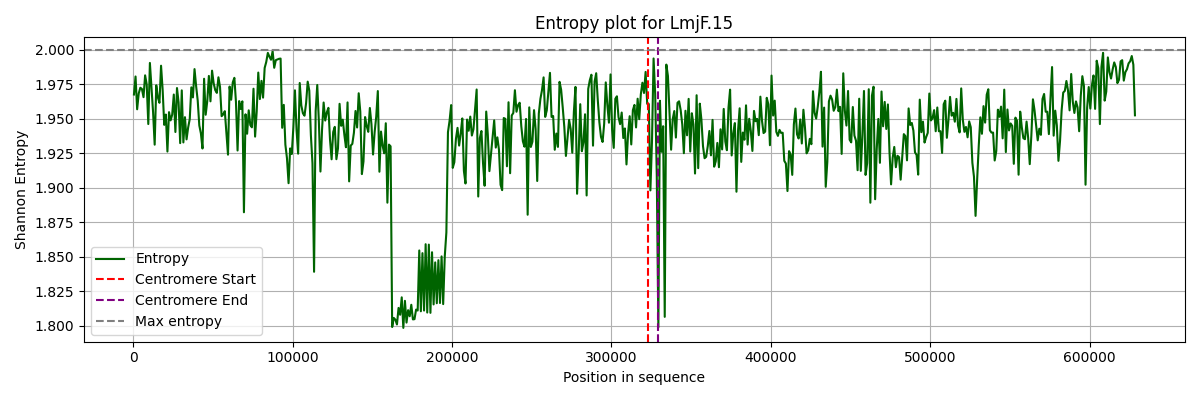 Entropy plot for LmjF.15
Shannon Entropy
2.000
1.975
1.950
1.925
1.900
1.875
1.850
1.825
1.800
Entropy
Centromere Start
Centromere End
Max entropy
0 100000 200000 300000 400000 500000 600000
Position in sequence